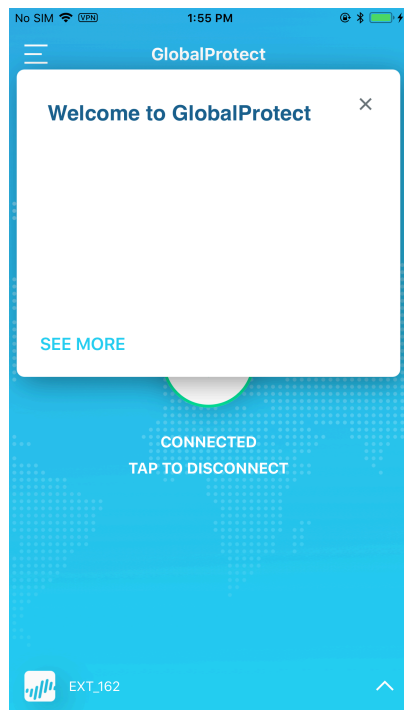 No SIM VPN 1:55 PM
GlobalProtect
Welcome to GlobalProtect
SEE MORE
CONNECTED
TAP TO DISCONNECT
EXT_162